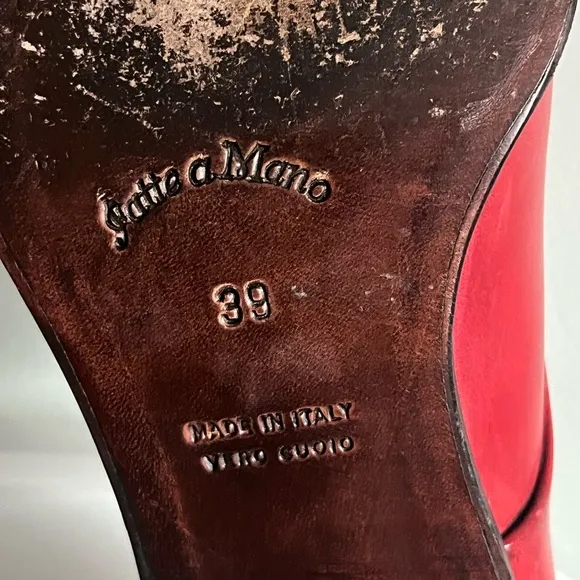 Fatte a Mano
39
MADE IN ITALY
VERO CUOIO